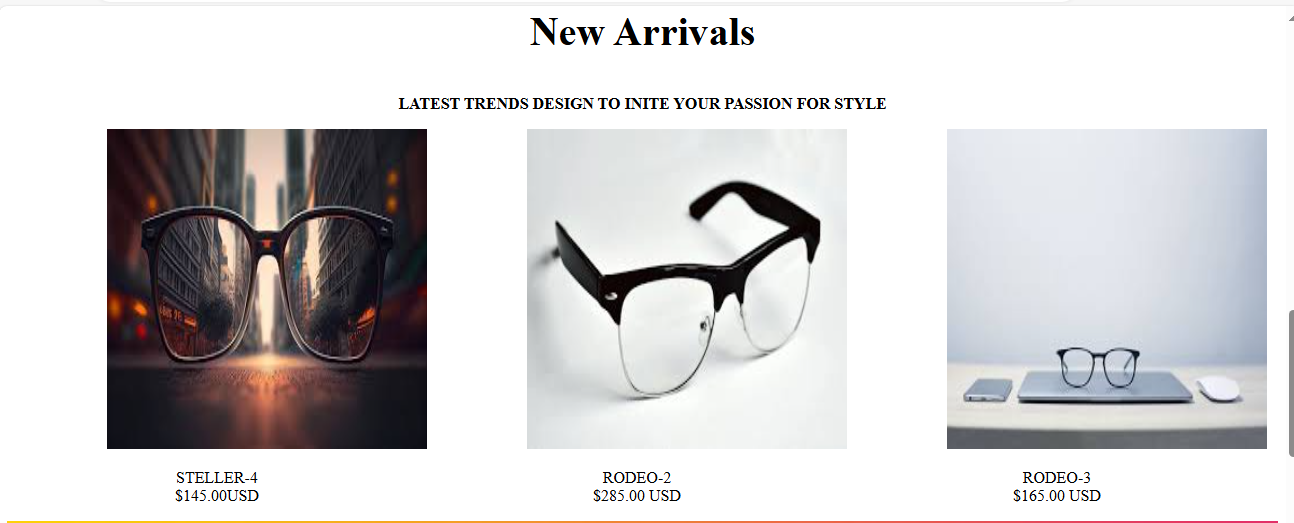 New Arrivals
LATEST TRENDS DESIGN TO INITE YOUR PASSION FOR STYLE
STELLER-4
$145.00USD
RODEO-2
$285.00 USD
RODEO-3
$165.00 USD